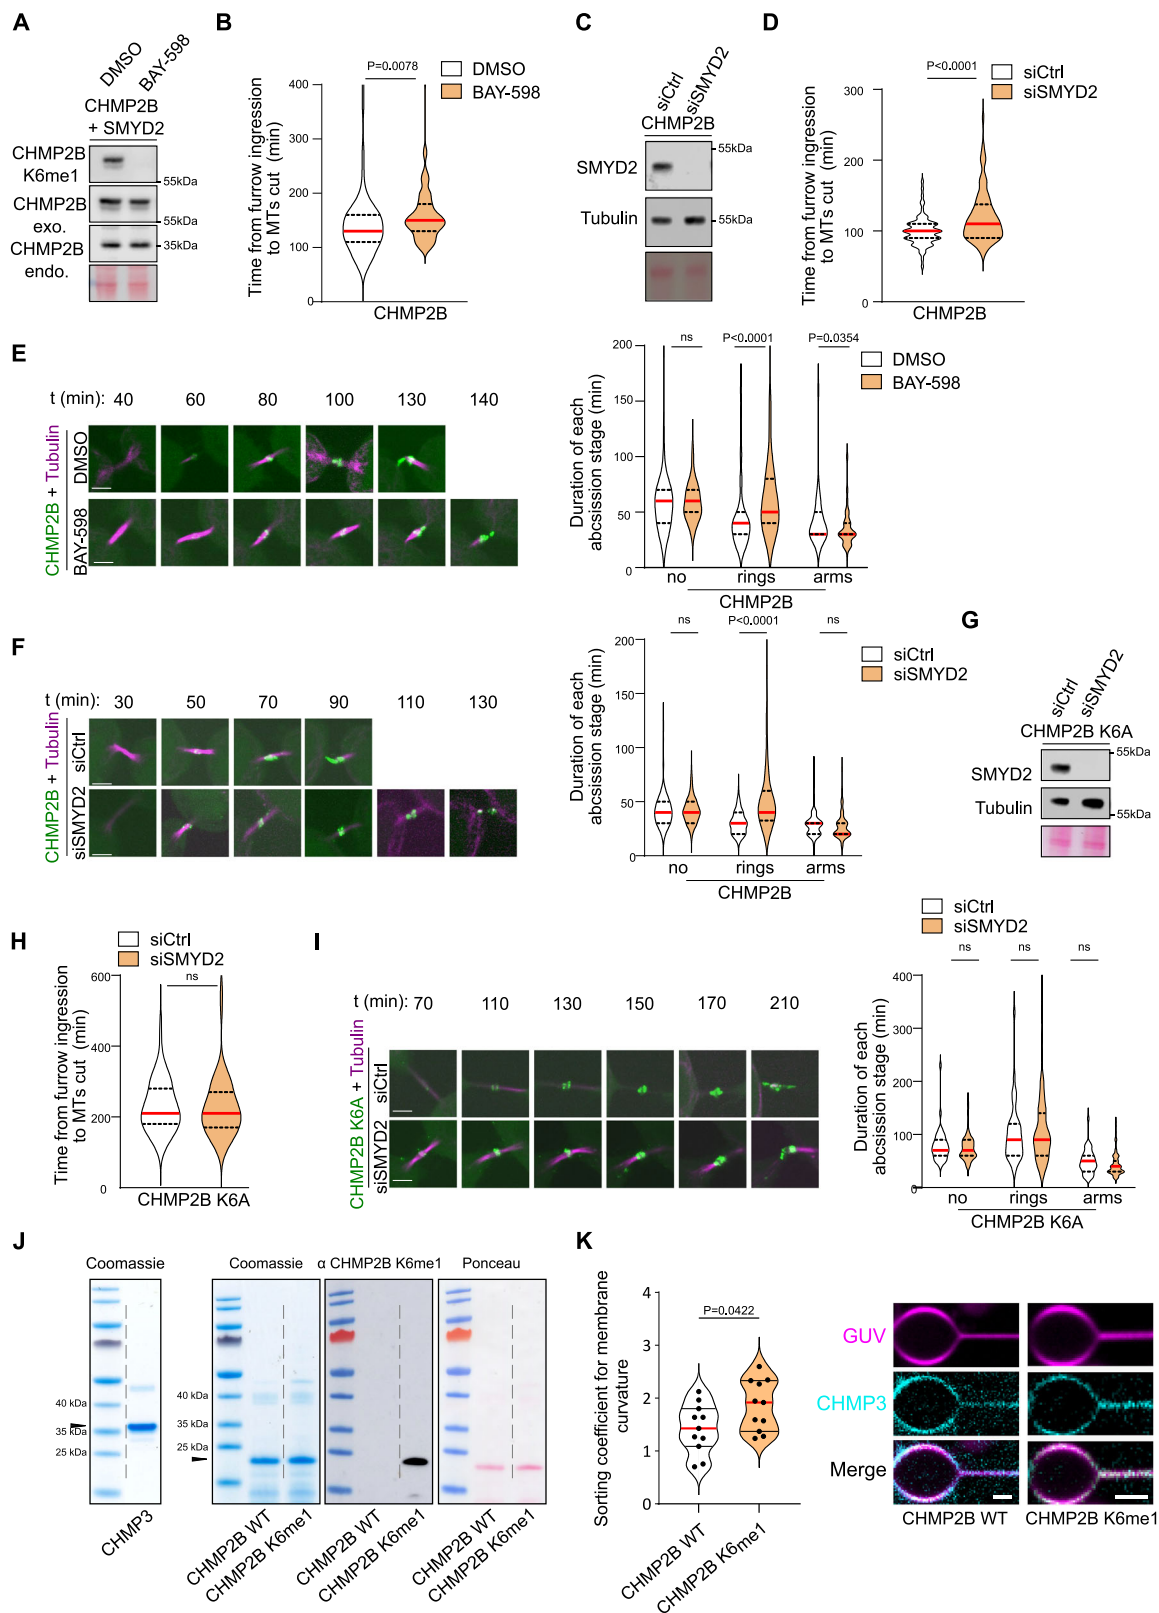 A
DMSO
BAY-598
CHMP2B
+ SMYD2
CHMP2B
K6me1
55kDa
CHMP2B
exo.
55kDa
CHMP2B
endo.
35kDa
B
P=0.0078
DMSO
BAY-598
Time from furrow ingression
to MTs cut (min)
400
300
200
100
0
CHMP2B
C
siCtrl
siSMYD2
CHMP2B
55kDa
SMYD2
Tubulin
55kDa
D
P<0.0001
siCtrl
siSMYD2
Time from furrow ingression
to MTs cut (min)
300
200
100
0
CHMP2B
E
t (min): 40 60 80 100 130 140
CHMP2B + Tubulin
DMSO
BAY-598
ns
P<0.0001
P=0.0354
DMSO
BAY-598
Duration of each
abcsission stage (min)
200
150
100
50
0
no rings arms
CHMP2B
F
t (min): 30 50 70 90 110 130
CHMP2B + Tubulin
siCtrl
siSMYD2
ns
P<0.0001
ns
siCtrl
siSMYD2
Duration of each
abcsission stage (min)
200
150
100
50
0
no rings arms
CHMP2B
G
siCtrl
siSMYD2
CHMP2B K6A
55kDa
SMYD2
Tubulin
55kDa
H
siCtrl
siSMYD2
ns
Time from furrow ingression
to MTs cut (min)
600
400
200
0
CHMP2B K6A
I
t (min): 70 110 130 150 170 210
CHMP2B K6A + Tubulin
siCtrl
siSMYD2
siCtrl
siSMYD2
ns
ns
ns
Duration of each
abcsission stage (min)
400
300
200
100
0
no rings arms
CHMP2B K6A
J
Coomassie
40 kDa
35 kDa
25 kDa
CHMP3
Coomassie α CHMP2B K6me1 Ponceau
40 kDa
35 kDa
25 kDa
CHMP2B WT
CHMP2B K6me1
CHMP2B WT
CHMP2B K6me1
CHMP2B WT
CHMP2B K6me1
K
P=0.0422
Sorting coefficient for membrane
curvature
4
3
2
1
0
CHMP2B WT
CHMP2B K6me1
GUV
CHMP3
Merge
CHMP2B WT CHMP2B K6me1